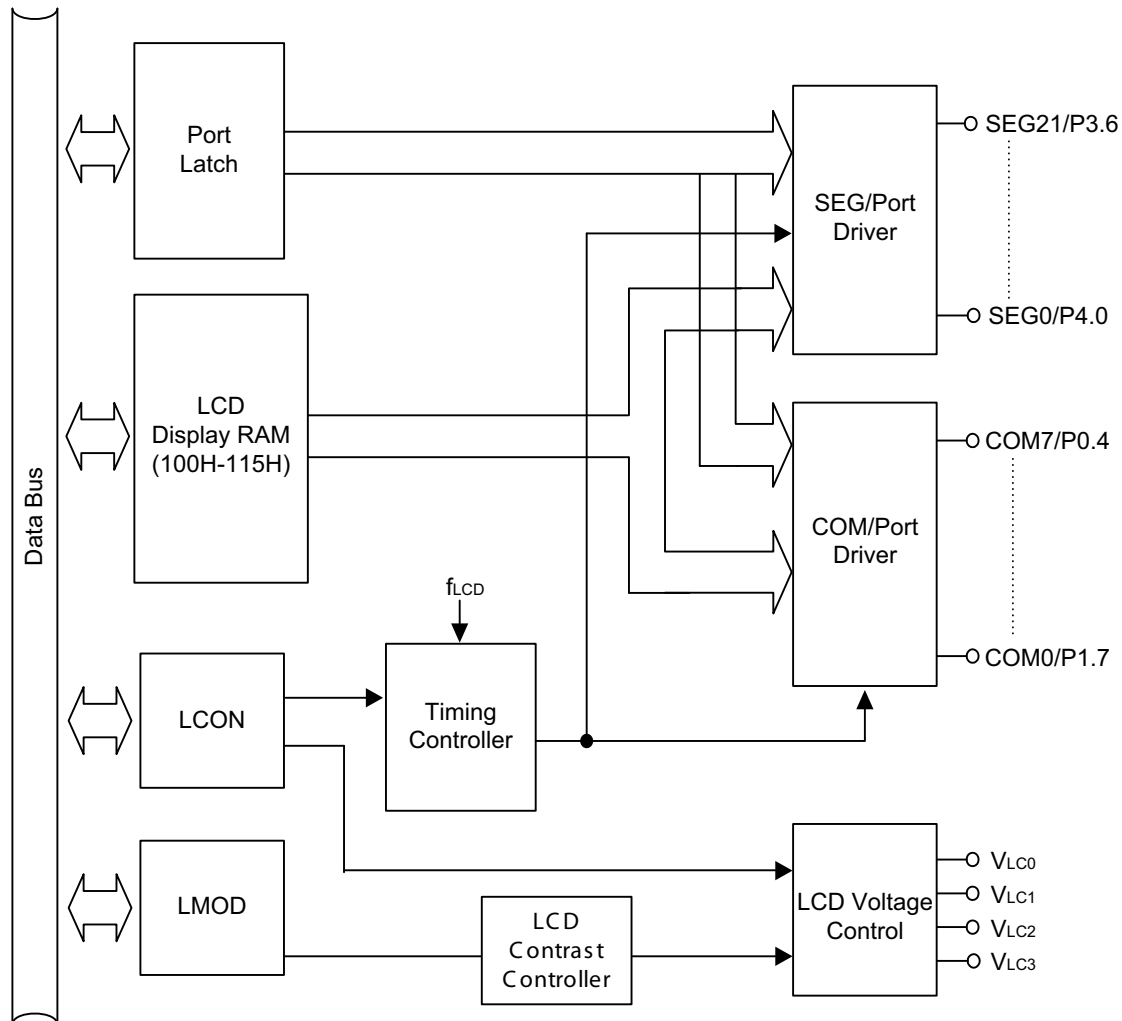 Data Bus
Port
Latch
SEG/Port
Driver
SEG21/P3.6
SEG0/P4.0
LCD
Display RAM
(100H-115H)
COM/Port
Driver
COM7/P0.4
COM0/P1.7
fLCD
LCON
Timing
Controller
LMOD
LCD
Contrast
Controller
LCD Voltage
Control
VLC0
VLC1
VLC2
VLC3